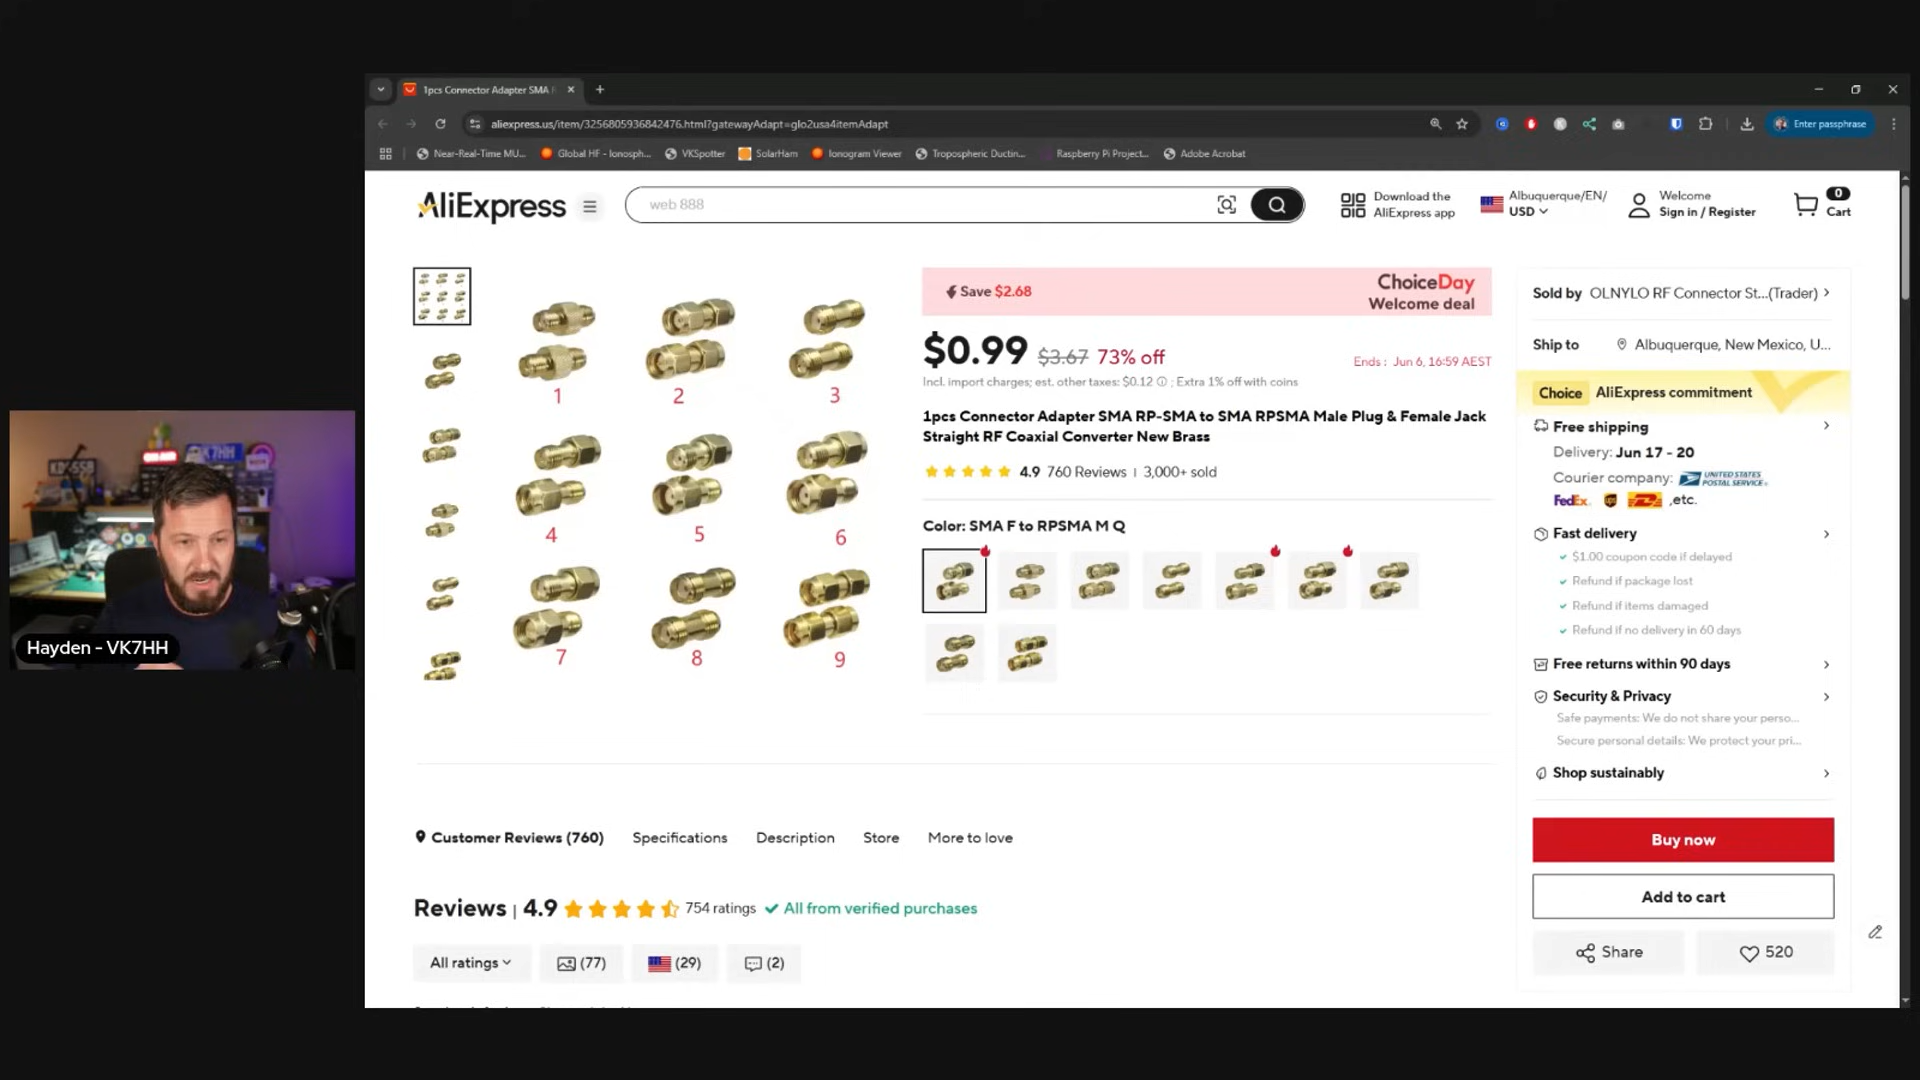 1pcs Connector Adapter SMA R
aliexpress.us/item/3256805936842476.html?gatewayAdapt=glo2usa4itemAdapt
Enter passphrase
Near-Real-Time MU...
Global HF - Ionosph...
VKSpotter
SolarHam
Ionogram Viewer
Tropospheric Ductin...
Raspberry Pi Project...
Adobe Acrobat
AliExpress
web 888
Download the
AliExpress app
Albuquerque/EN/
USD
Welcome
Sign in / Register
0
Cart
1
2
3
4
5
6
7
8
9
Save $2.68
ChoiceDay
Welcome deal
$0.99 $3.67 73% off
Ends : Jun 6, 16:59 AEST
Incl. import charges; est. other taxes: $0.12 ; Extra 1% off with coins
1pcs Connector Adapter SMA RP-SMA to SMA RPSMA Male Plug & Female Jack
Straight RF Coaxial Converter New Brass
4.9 760 Reviews | 3,000+ sold
Color: SMA F to RPSMA M Q
Sold by OLNYLO RF Connector St...(Trader)
Ship to Albuquerque, New Mexico, U...
Choice AliExpress commitment
Free shipping
Delivery: Jun 17 - 20
Courier company: UNITED STATES
POSTAL SERVICE
FedEx. ,etc.
Fast delivery
$1.00 coupon code if delayed
Refund if package lost
Refund if items damaged
Refund if no delivery in 60 days
Free returns within 90 days
Security & Privacy
Safe payments: We do not share your perso...
Secure personal details: We protect your pri...
Shop sustainably
Buy now
Add to cart
Share
520
Customer Reviews (760)
Specifications
Description
Store
More to love
Reviews | 4.9 754 ratings All from verified purchases
All ratings
(77)
(29)
(2)
VK7HH
Hayden - VK7HH